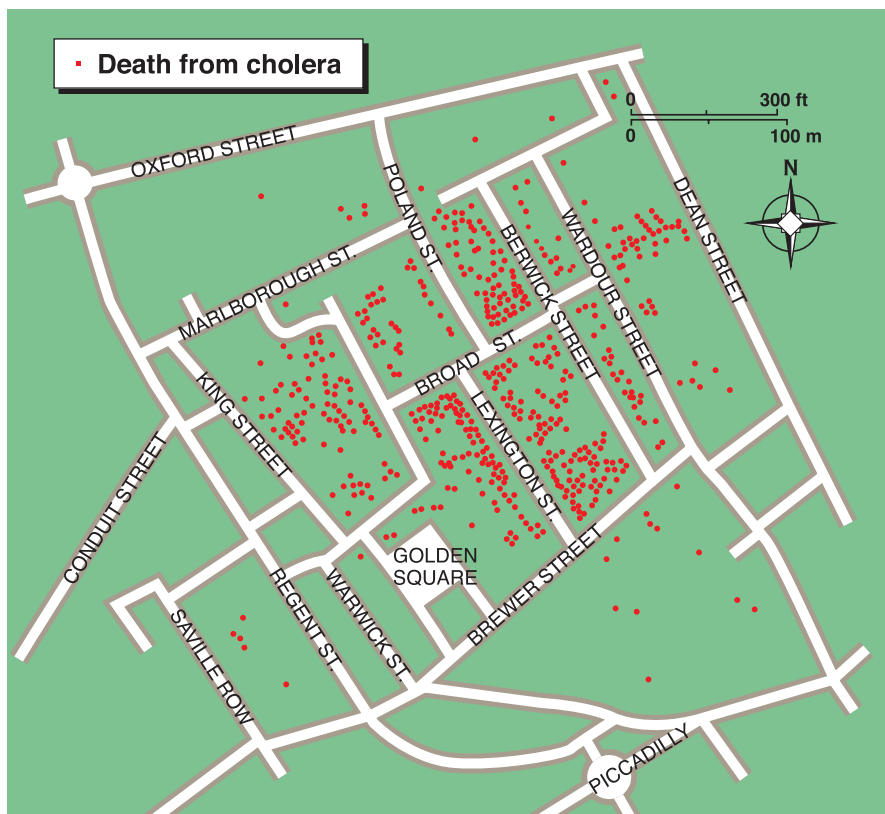 Death from cholera
0 300 ft
0 100 m
N
OXFORD STREET
POLAND ST.
DEAN STREET
BERWICK STREET
WARDOUR STREET
MARLBOROUGH ST.
BROAD ST.
KING STREET
LEXINGTON ST.
CONDUIT STREET
GOLDEN
SQUARE
BREWER STREET
REGENT ST.
WARWICK ST.
SAVILLE ROW
PICCADILLY